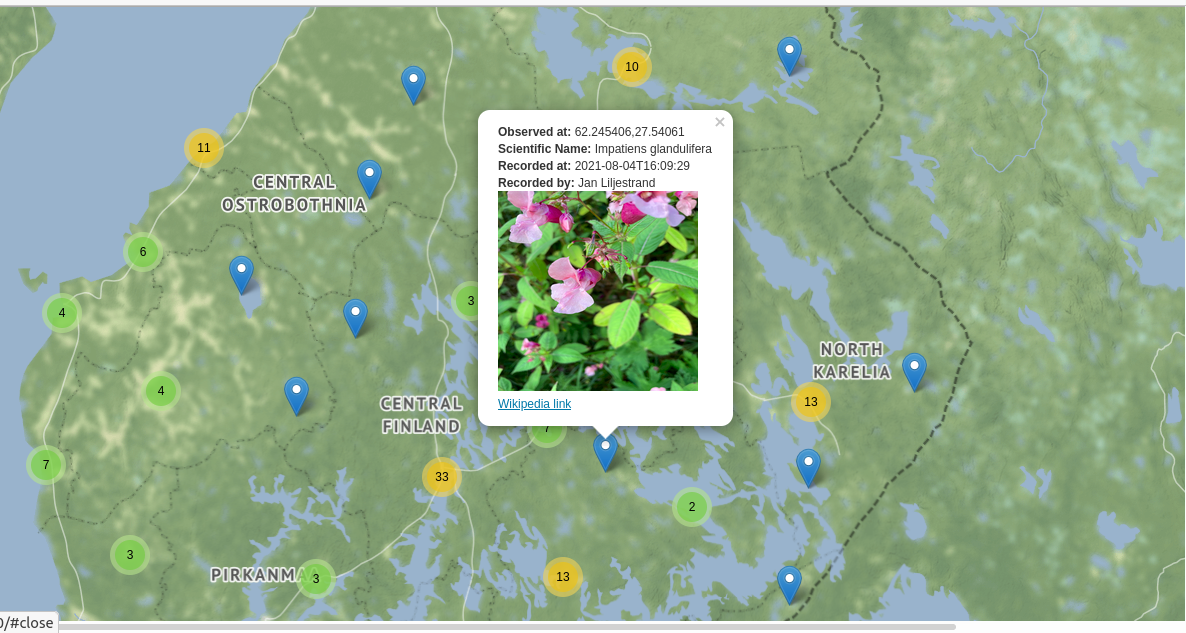 10
11
CENTRAL
OSTROBOTHNIA
×
Observed at: 62.245406,27.54061
Scientific Name: Impatiens glandulifera
Recorded at: 2021-08-04T16:09:29
Recorded by: Jan Liljestrand
Wikipedia link
6
4
3
4
NORTH
KARELIA
13
CENTRAL
FINLAND
7
7
33
2
3
PIRKANMA
3
13
0/#close